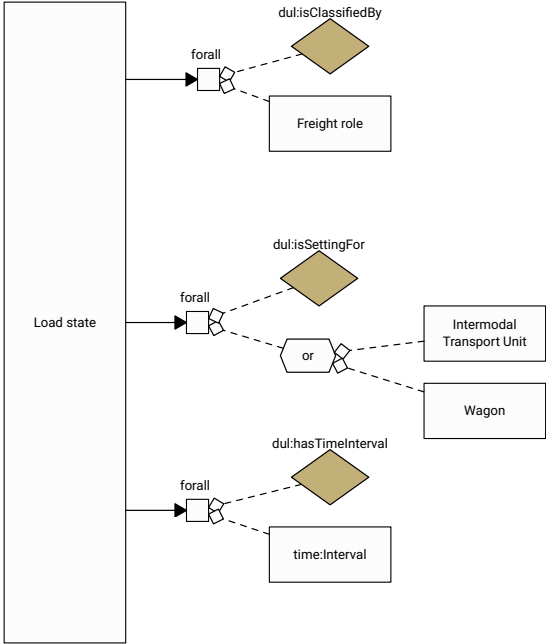 dul:isClassifiedBy
forall
Freight role
dul:isSettingFor
forall
Load state
Intermodal
Transport Unit
or
Wagon
dul:hasTimeInterval
forall
time:Interval